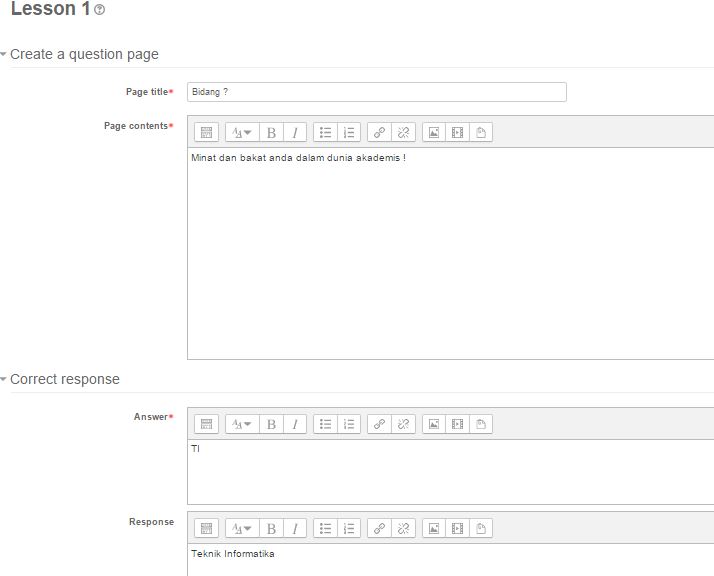 Lesson 1
Create a question page
Page title* Bidang ?
Page contents*
Minat dan bakat anda dalam dunia akademis !
Correct response
Answer*
TI
Response
Teknik Informatika